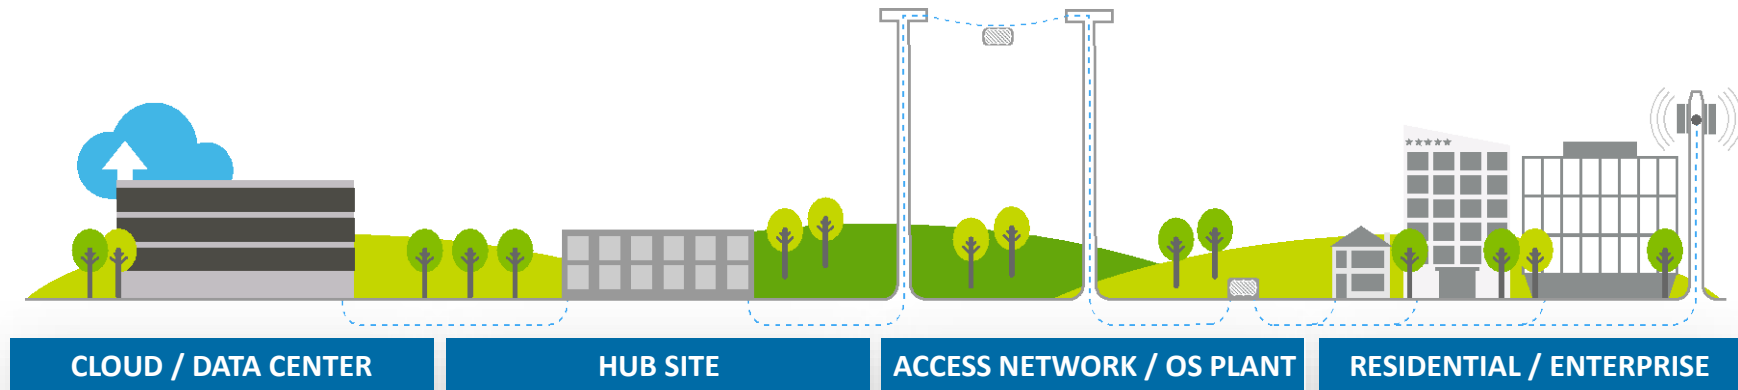 CLOUD / DATA CENTER
HUB SITE
ACCESS NETWORK / OS PLANT
RESIDENTIAL / ENTERPRISE